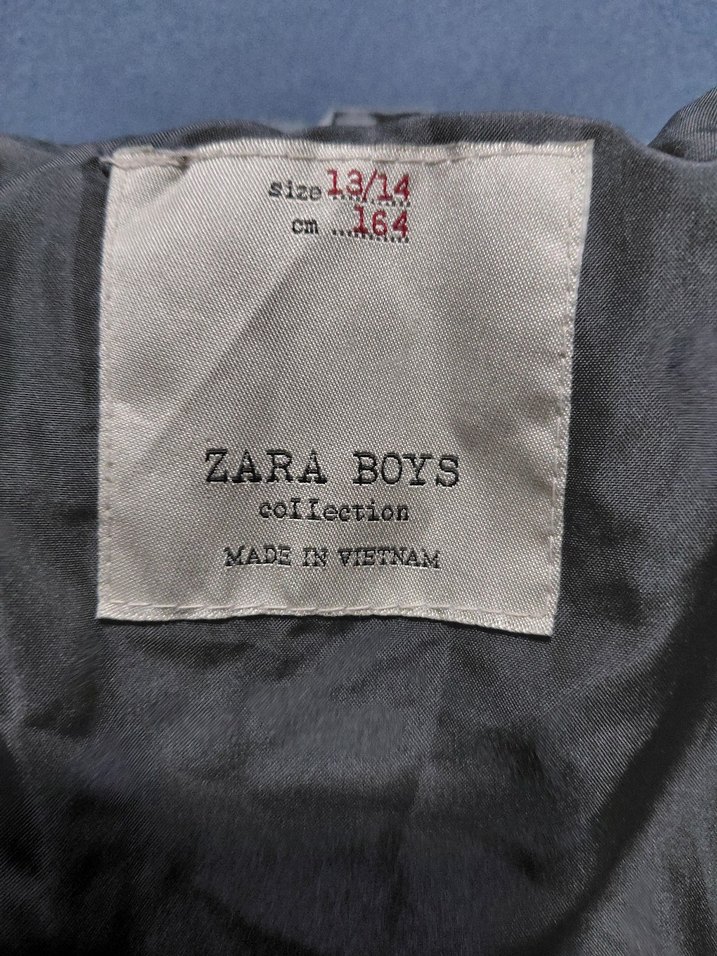 size 13/14
cm 164
ZARA BOYS
collection
MADE IN VIETNAM